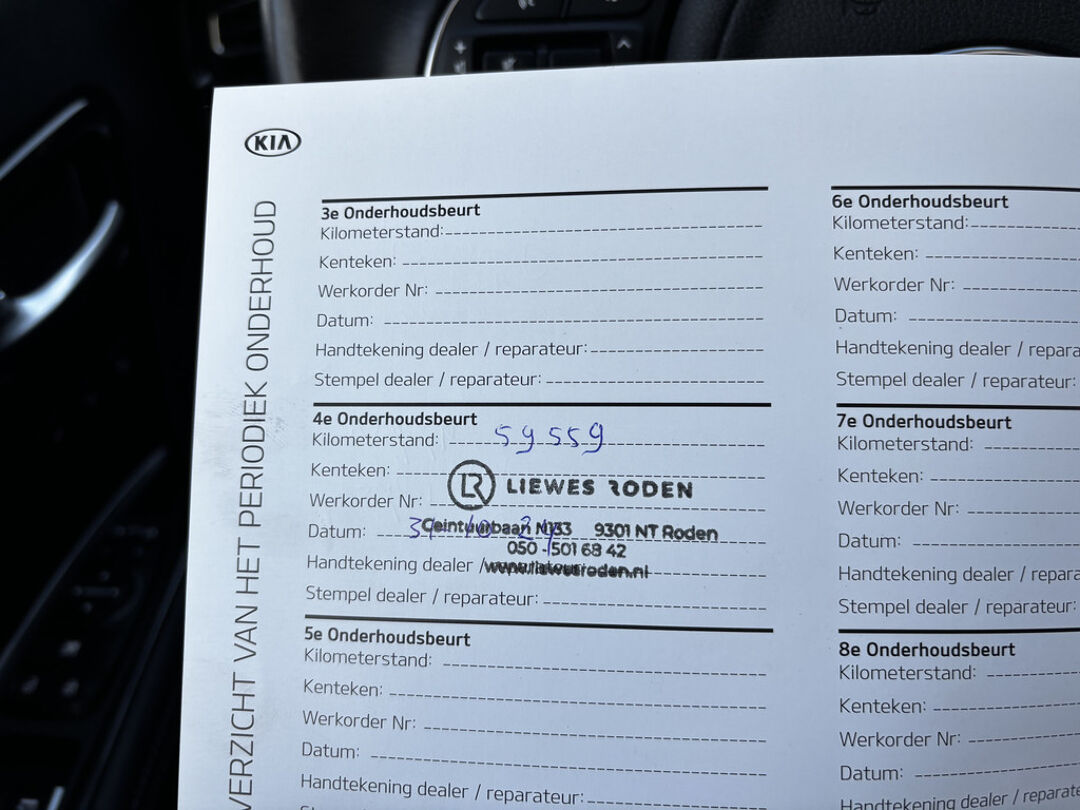 KIA
VERZICHT VAN HET PERIODIEK ONDERHOUD
3e Onderhoudsbeurt
Kilometerstand:
Kenteken:
Werkorder Nr:
Datum:
Handtekening dealer / reparateur:
Stempel dealer / reparateur:
4e Onderhoudsbeurt
Kilometerstand: 59 559
Kenteken:
LR LIEWES RODEN
Werkorder Nr:
Datum:
Ceintuurbaan N133 9301 NT Roden
050 - 501 68 42
Handtekening dealer /
www.liewesroden.nl
Stempel dealer / reparateur:
5e Onderhoudsbeurt
Kilometerstand:
Kenteken:
Werkorder Nr:
Datum:
Handtekening dealer / reparateur:
6e Onderhoudsbeurt
Kilometerstand:
Kenteken:
Werkorder Nr:
Datum:
Handtekening dealer / repara
Stempel dealer / reparateur:
7e Onderhoudsbeurt
Kilometerstand:
Kenteken:
Werkorder Nr:
Datum:
Handtekening dealer / repara
Stempel dealer / reparateur:
8e Onderhoudsbeurt
Kilometerstand:
Kenteken:
Werkorder Nr:
Datum:
Handtekening dealer / reparate